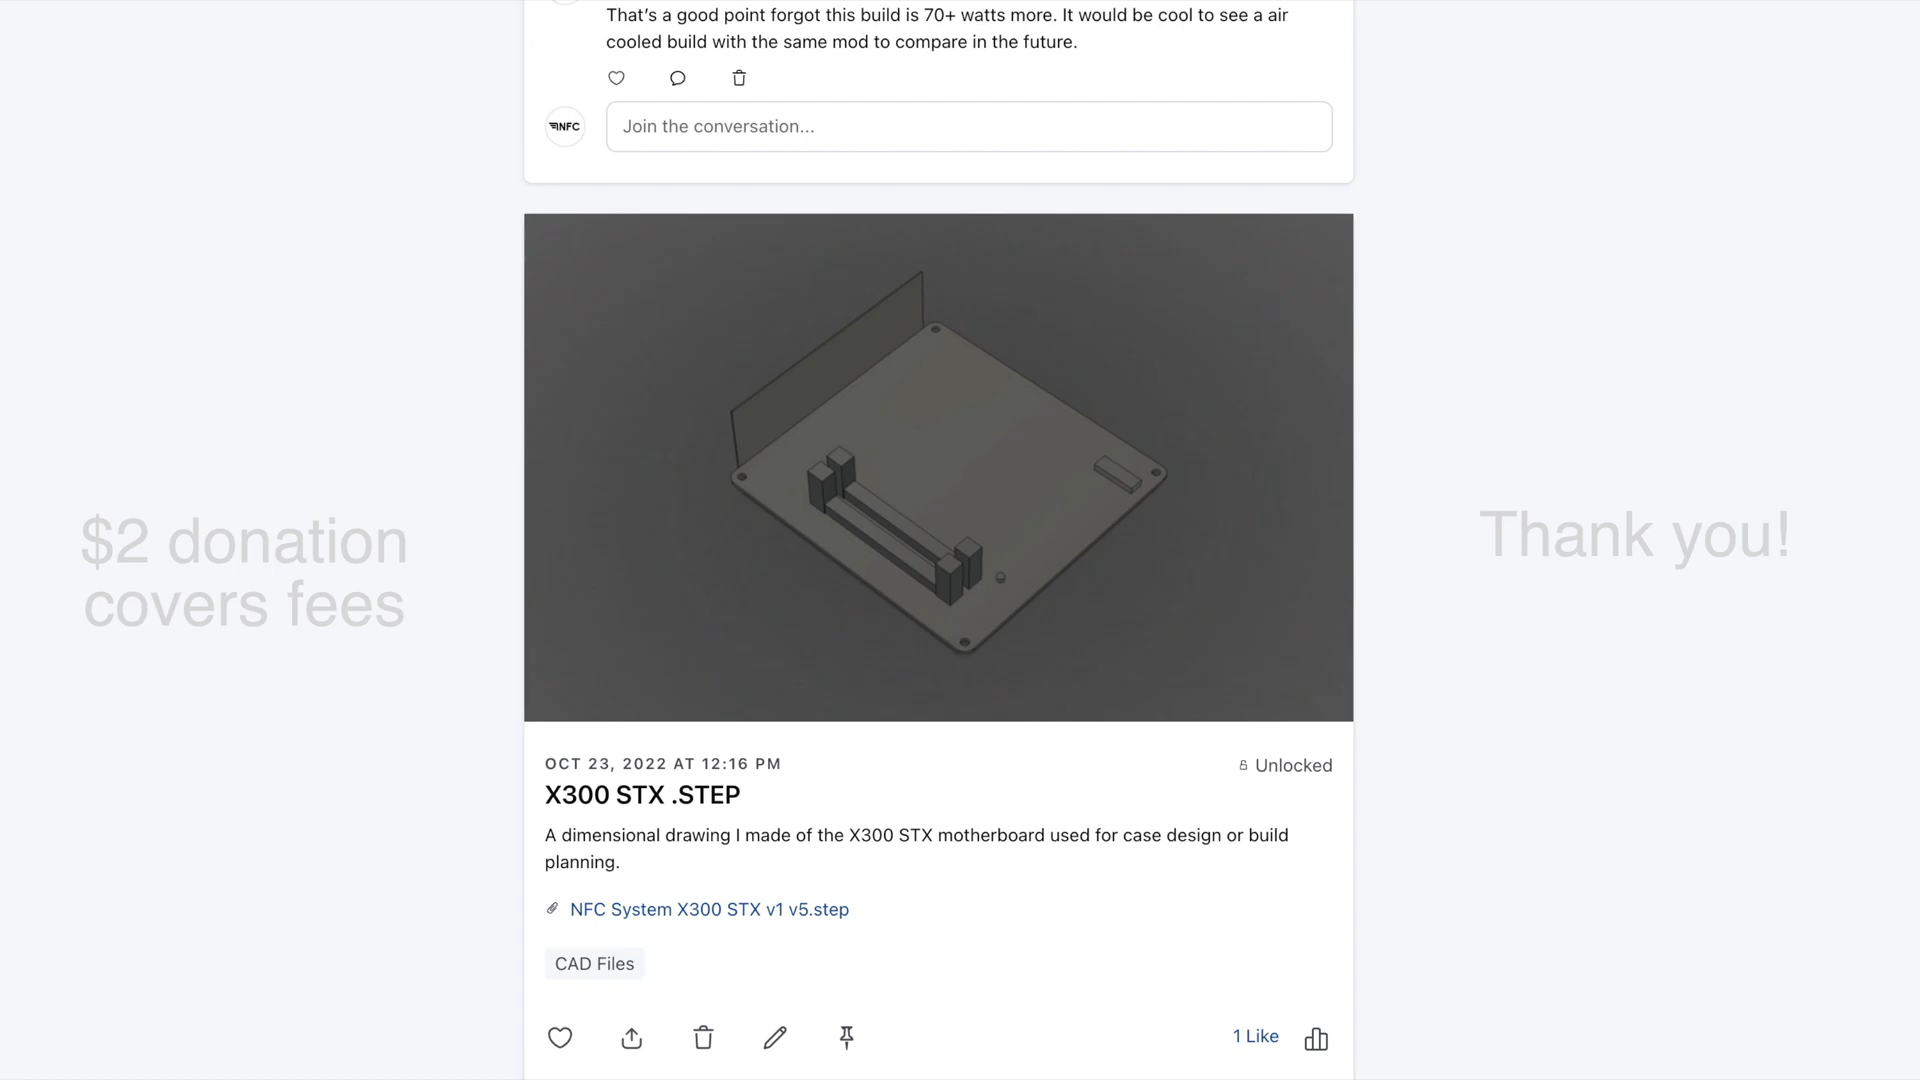 That's a good point forgot this build is 70+ watts more. It would be cool to see a air
cooled build with the same mod to compare in the future.
NFC
Join the conversation...
$2 donation
covers fees
Thank you!
OCT 23, 2022 AT 12:16 PM
Unlocked
X300 STX .STEP
A dimensional drawing I made of the X300 STX motherboard used for case design or build
planning.
NFC System X300 STX v1 v5.step
CAD Files
1 Like